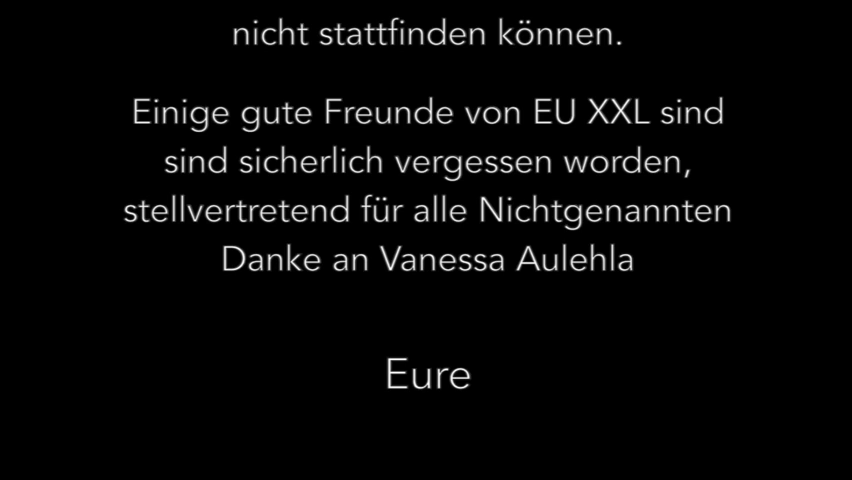 nicht stattfinden können.
Einige gute Freunde von EU XXL sind
sind sicherlich vergessen worden,
stellvertretend für alle Nichtgenannten
Danke an Vanessa Aulehla
Eure